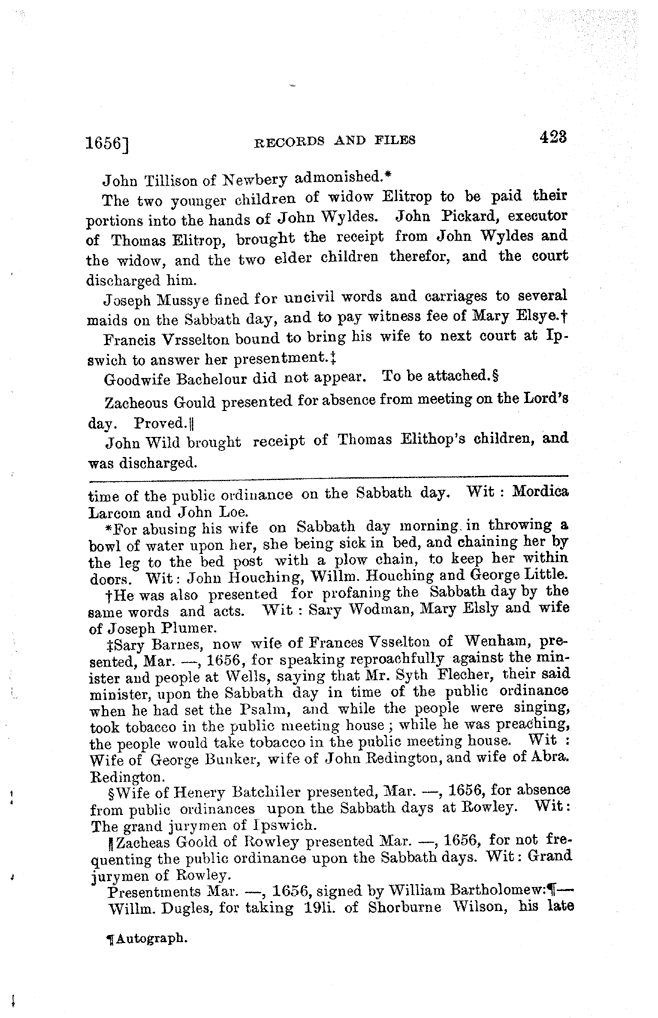 1656] RECORDS AND FILES 423
John Tillison of Newbery admonished.*
The two younger children of widow Elitrop to be paid their
portions into the hands of John Wyldes. John Pickard, executor
of Thomas Elitrop, brought the receipt from John Wyldes and
the widow, and the two elder children therefor, and the court
discharged him.
Joseph Mussye fined for uncivil words and carriages to several
maids on the Sabbath day, and to pay witness fee of Mary Elsye.†
Francis Vrsselton bound to bring his wife to next court at Ip-
swich to answer her presentment.‡
Goodwife Bachelour did not appear. To be attached.§
Zacheous Gould presented for absence from meeting on the Lord's
day. Proved.‖
John Wild brought receipt of Thomas Elithop's children, and
was discharged.
time of the public ordinance on the Sabbath day. Wit : Mordica
Larcom and John Loe.
*For abusing his wife on Sabbath day morning in throwing a
bowl of water upon her, she being sick in bed, and chaining her by
the leg to the bed post with a plow chain, to keep her within
doors. Wit: John Houching, Willm. Houching and George Little.
†He was also presented for profaning the Sabbath day by the
same words and acts. Wit : Sary Wodman, Mary Elsly and wife
of Joseph Plumer.
‡Sary Barnes, now wife of Frances Vsselton of Wenham, pre-
sented, Mar. —, 1656, for speaking reproachfully against the min-
ister and people at Wells, saying that Mr. Syth Flecher, their said
minister, upon the Sabbath day in time of the public ordinance
when he had set the Psalm, and while the people were singing,
took tobacco in the public meeting house ; while he was preaching,
the people would take tobacco in the public meeting house. Wit :
Wife of George Bunker, wife of John Redington, and wife of Abra.
Redington.
§Wife of Henery Batchiler presented, Mar. —, 1656, for absence
from public ordinances upon the Sabbath days at Rowley. Wit:
The grand jurymen of Ipswich.
‖Zacheas Goold of Rowley presented Mar. —, 1656, for not fre-
quenting the public ordinance upon the Sabbath days. Wit: Grand
jurymen of Rowley.
Presentments Mar. —, 1656, signed by William Bartholomew:¶—
Willm. Dugles, for taking 19li. of Shorburne Wilson, his late
¶Autograph.